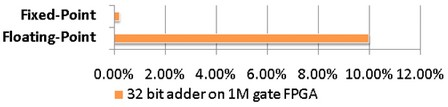 Fixed-Point
Floating-Point
0.00% 2.00% 4.00% 6.00% 8.00% 10.00% 12.00%
32 bit adder on 1M gate FPGA